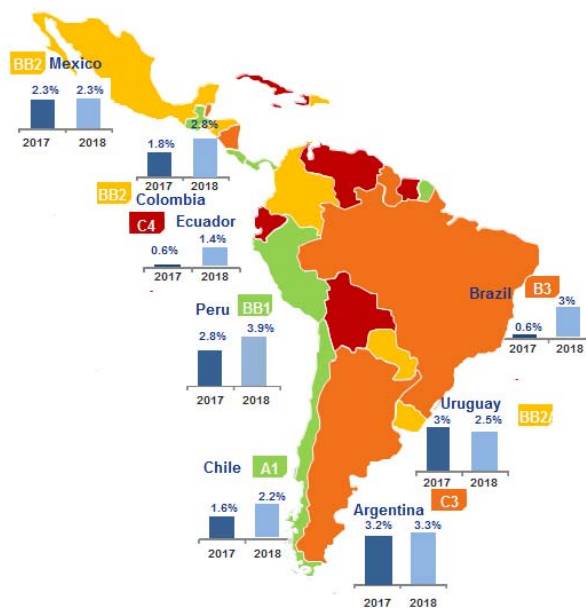 BB2 Mexico
2.3% 2.3%
2017 2018
1.8% 2.8%
2017 2018
BB2 Colombia
C4 Ecuador
0.6% 1.4%
2017 2018
Peru BB1
2.8% 3.9%
2017 2018
Brazil B3
0.6% 3%
2017 2018
Uruguay BB2A
3% 2.5%
2017 2018
Chile A1
1.6% 2.2%
2017 2018
Argentina C3
3.2% 3.3%
2017 2018